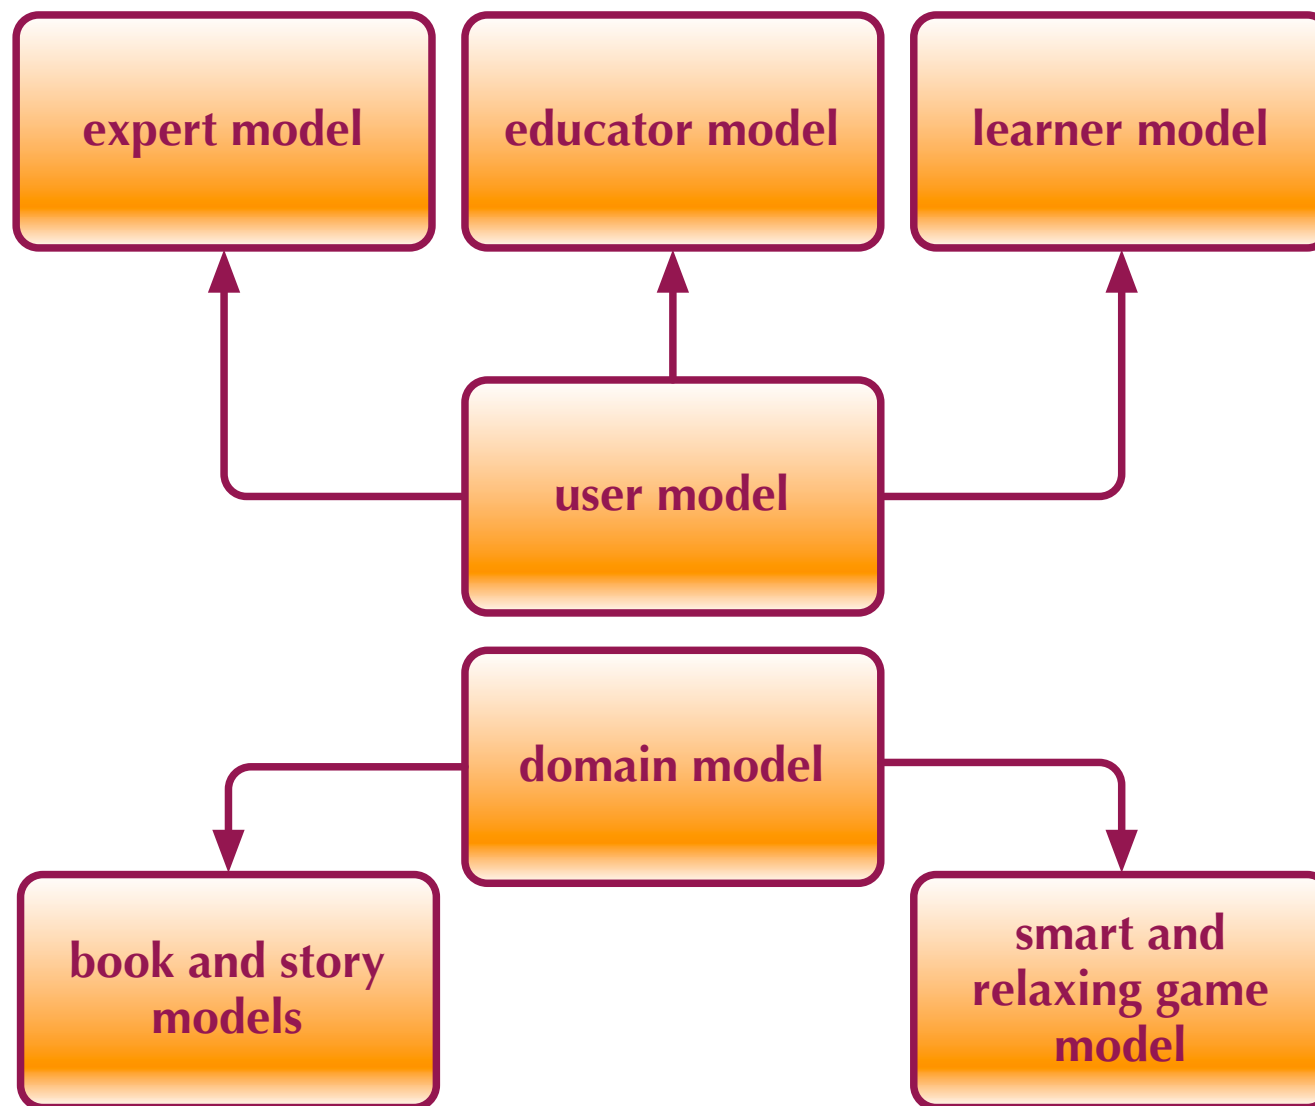 expert model
educator model
learner model
user model
domain model
book and story
models
smart and
relaxing game
model